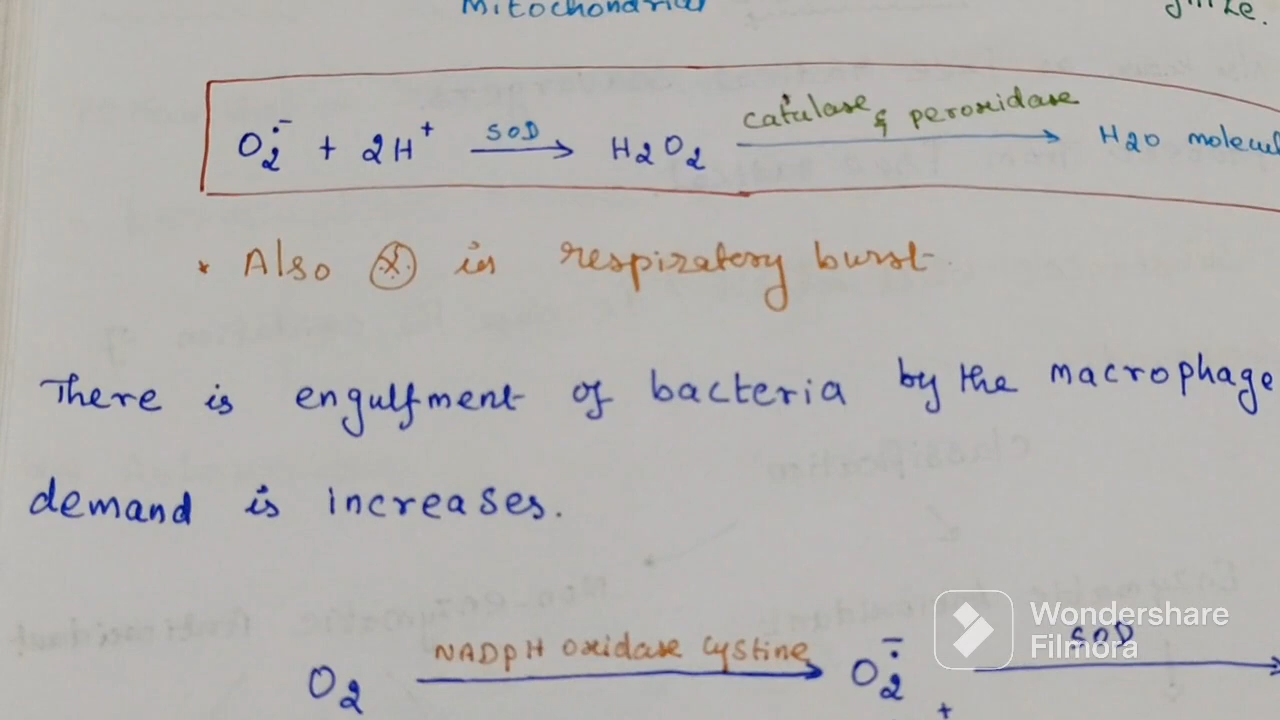 Mitochondria
O₂·⁻ + 2H⁺ SOD → H₂O₂ catalase & peroxidase → H₂O molecul
* Also ⊗ in respiratory burst.
There is engulfment of bacteria by the macrophage
demand is increases.
O₂ NADPH oxidase cystine → O₂·⁻ + SOD →
Wondershare
Filmora